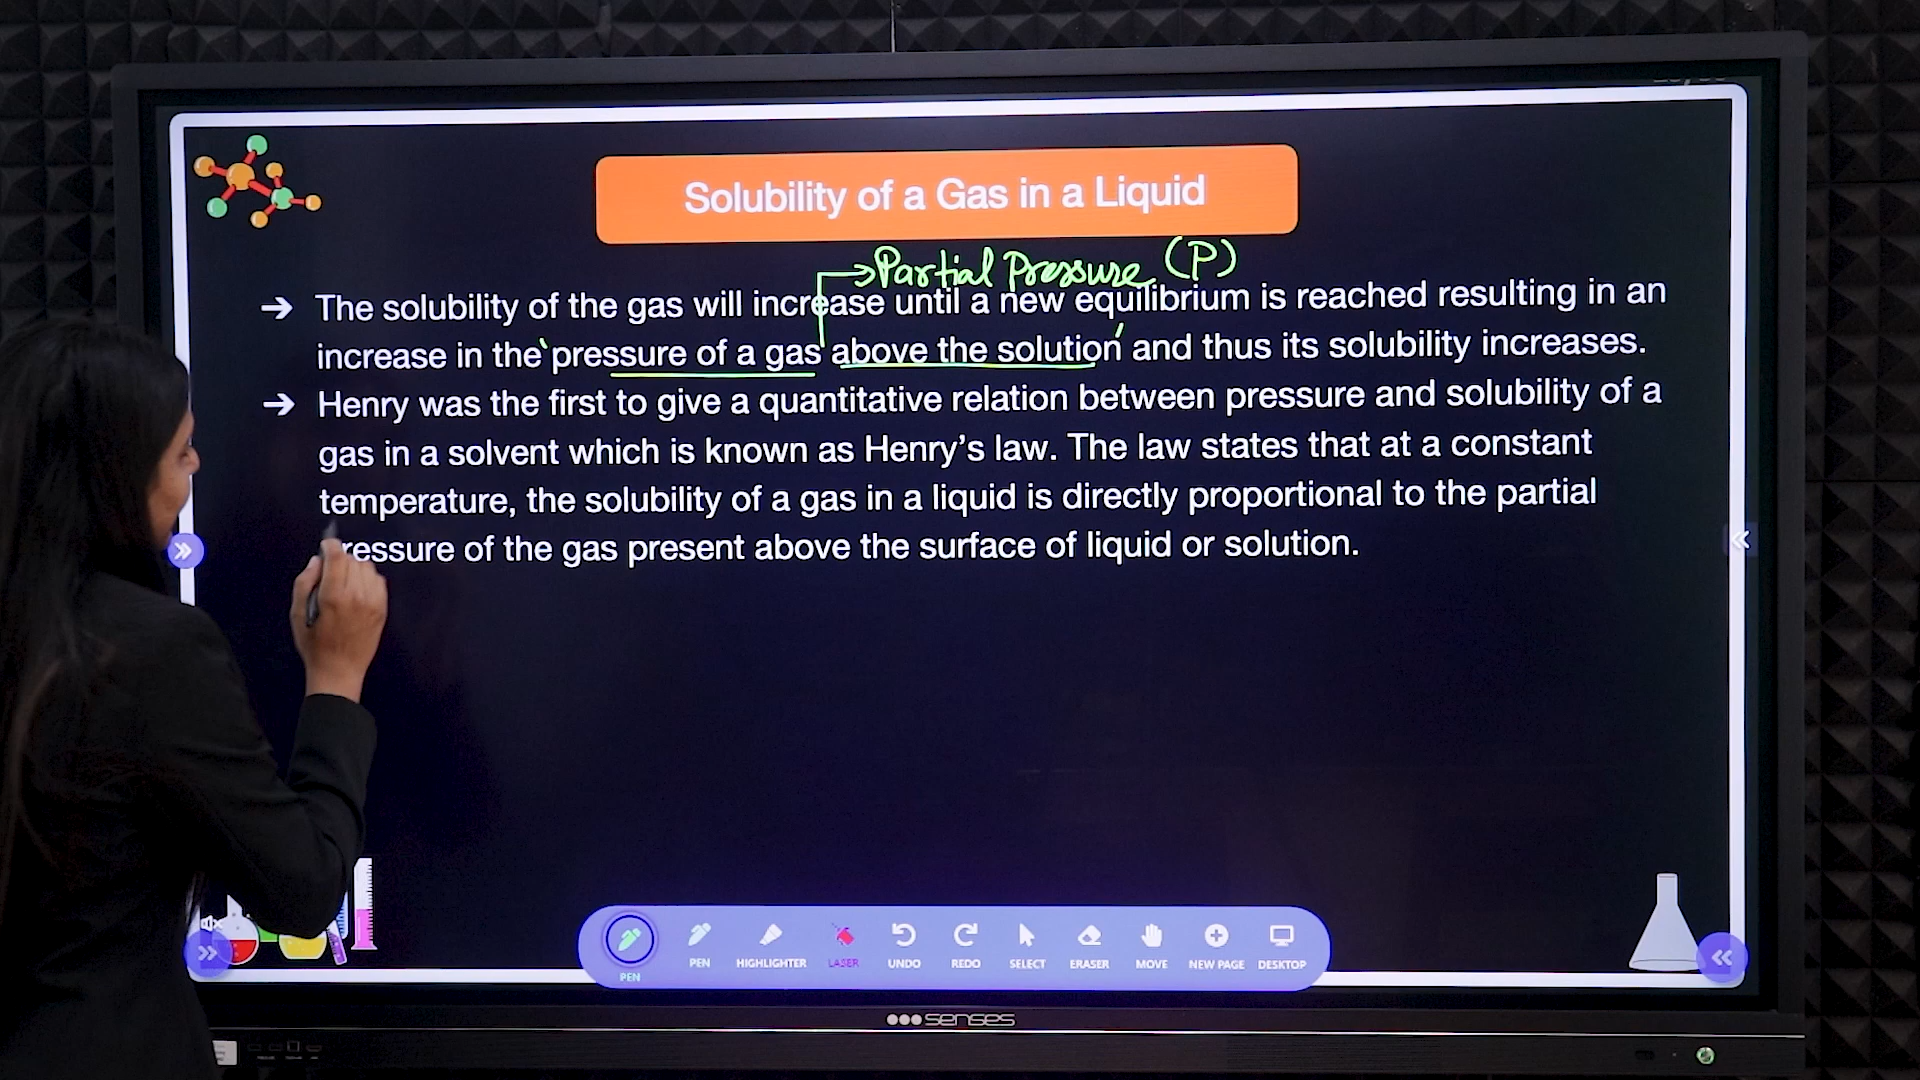 Solubility of a Gas in a Liquid
Partial Pressure (P)
→ The solubility of the gas will increase until a new equilibrium is reached resulting in an
increase in the ‘pressure of a gas above the solution’ and thus its solubility increases.
→ Henry was the first to give a quantitative relation between pressure and solubility of a
gas in a solvent which is known as Henry’s law. The law states that at a constant
temperature, the solubility of a gas in a liquid is directly proportional to the partial
pressure of the gas present above the surface of liquid or solution.
PEN PEN HIGHLIGHTER LASER UNDO REDO SELECT ERASER MOVE NEW PAGE DESKTOP
senses